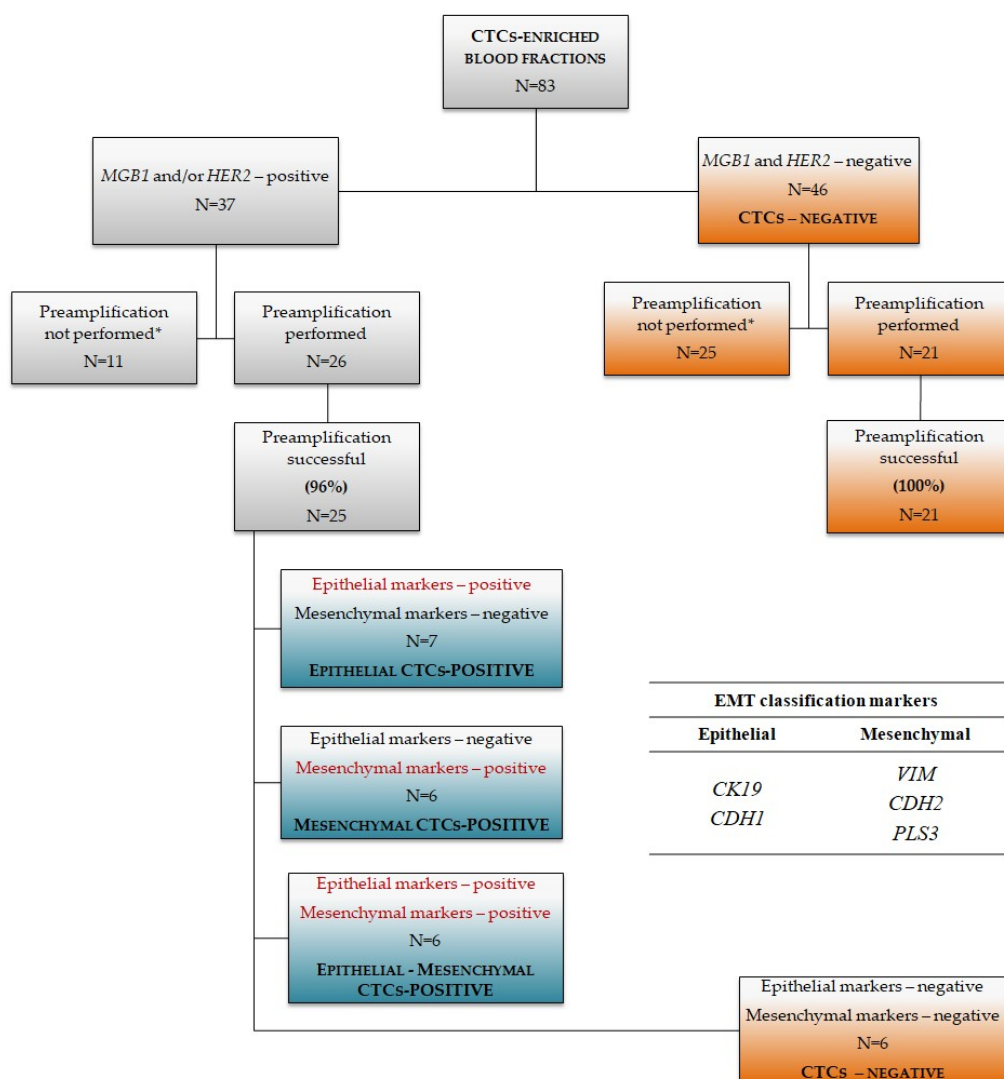 CTCs-ENRICHED
BLOOD FRACTIONS
N=83
MGB1 and/or HER2 – positive
N=37
MGB1 and HER2 – negative
N=46
CTCs – NEGATIVE
Preamplification
not performed*
N=11
Preamplification
performed
N=26
Preamplification
not performed*
N=25
Preamplification
performed
N=21
Preamplification
successful
(96%)
N=25
Preamplification
successful
(100%)
N=21
Epithelial markers – positive
Mesenchymal markers – negative
N=7
EPITHELIAL CTCs-POSITIVE
Epithelial markers – negative
Mesenchymal markers – positive
N=6
MESENCHYMAL CTCs-POSITIVE
EMT classification markers
Epithelial Mesenchymal
CK19
CDH1
VIM
CDH2
PLS3
Epithelial markers – positive
Mesenchymal markers – positive
N=6
EPITHELIAL - MESENCHYMAL
CTCs-POSITIVE
Epithelial markers – negative
Mesenchymal markers – negative
N=6
CTCs – NEGATIVE